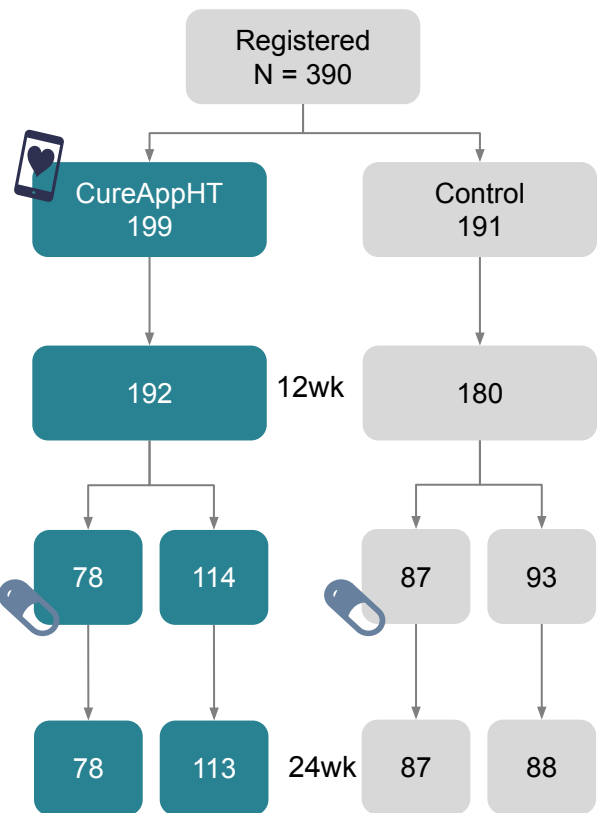 Registered
N = 390
CureAppHT
199
Control
191
192
12wk
180
78
114
87
93
78
113
24wk
87
88